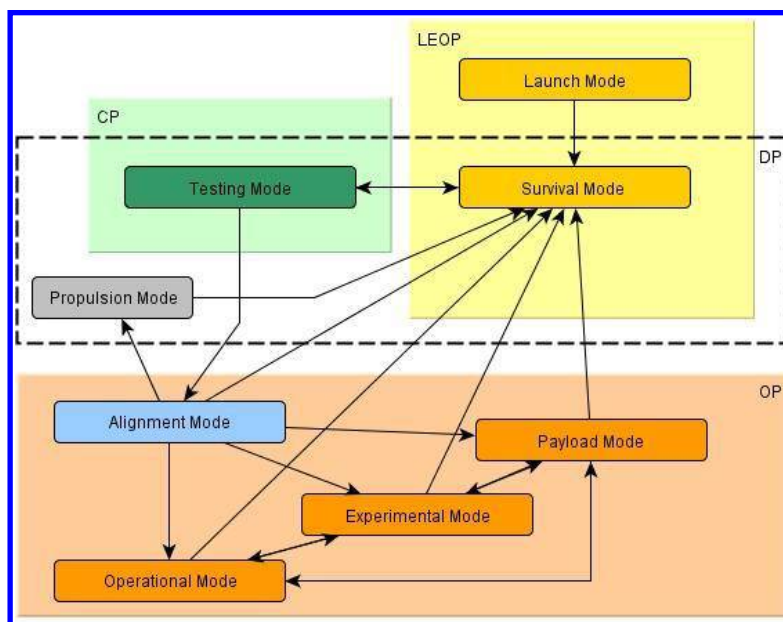 LEOP
Launch Mode
CP
DP
Testing Mode
Survival Mode
Propulsion Mode
OP
Alignment Mode
Payload Mode
Experimental Mode
Operational Mode